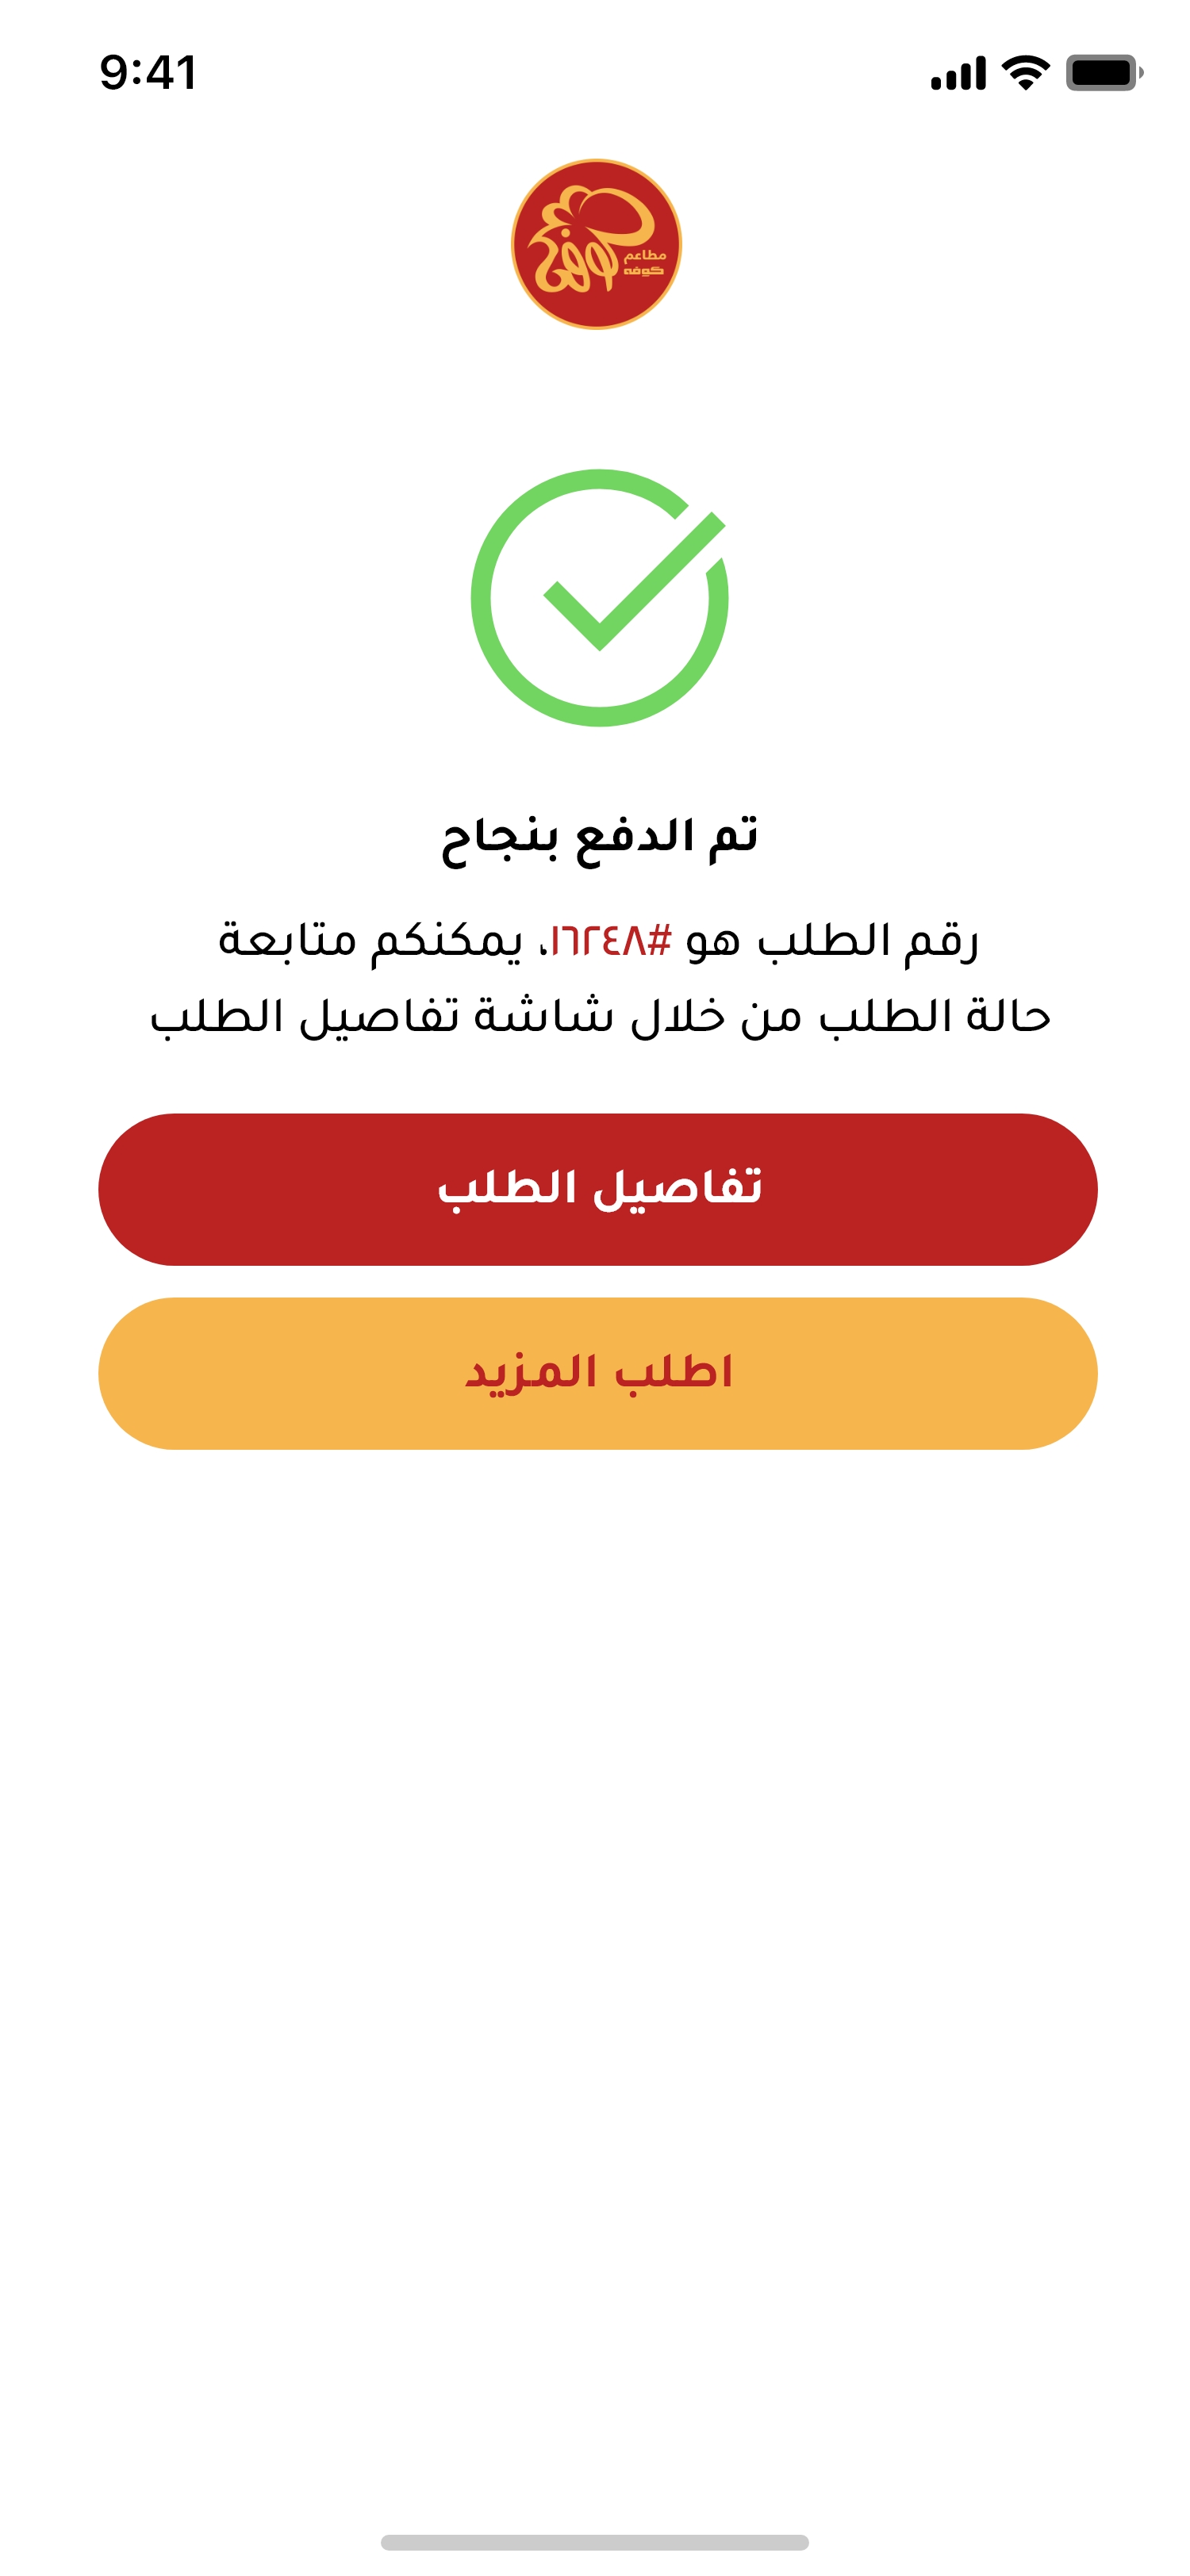 9:41
مطاعم
كوفه
تم الدفع بنجاح
رقم الطلب هو #١٦٢٤٨، يمكنكم متابعة
حالة الطلب من خلال شاشة تفاصيل الطلب
تفاصيل الطلب
اطلب المزيد